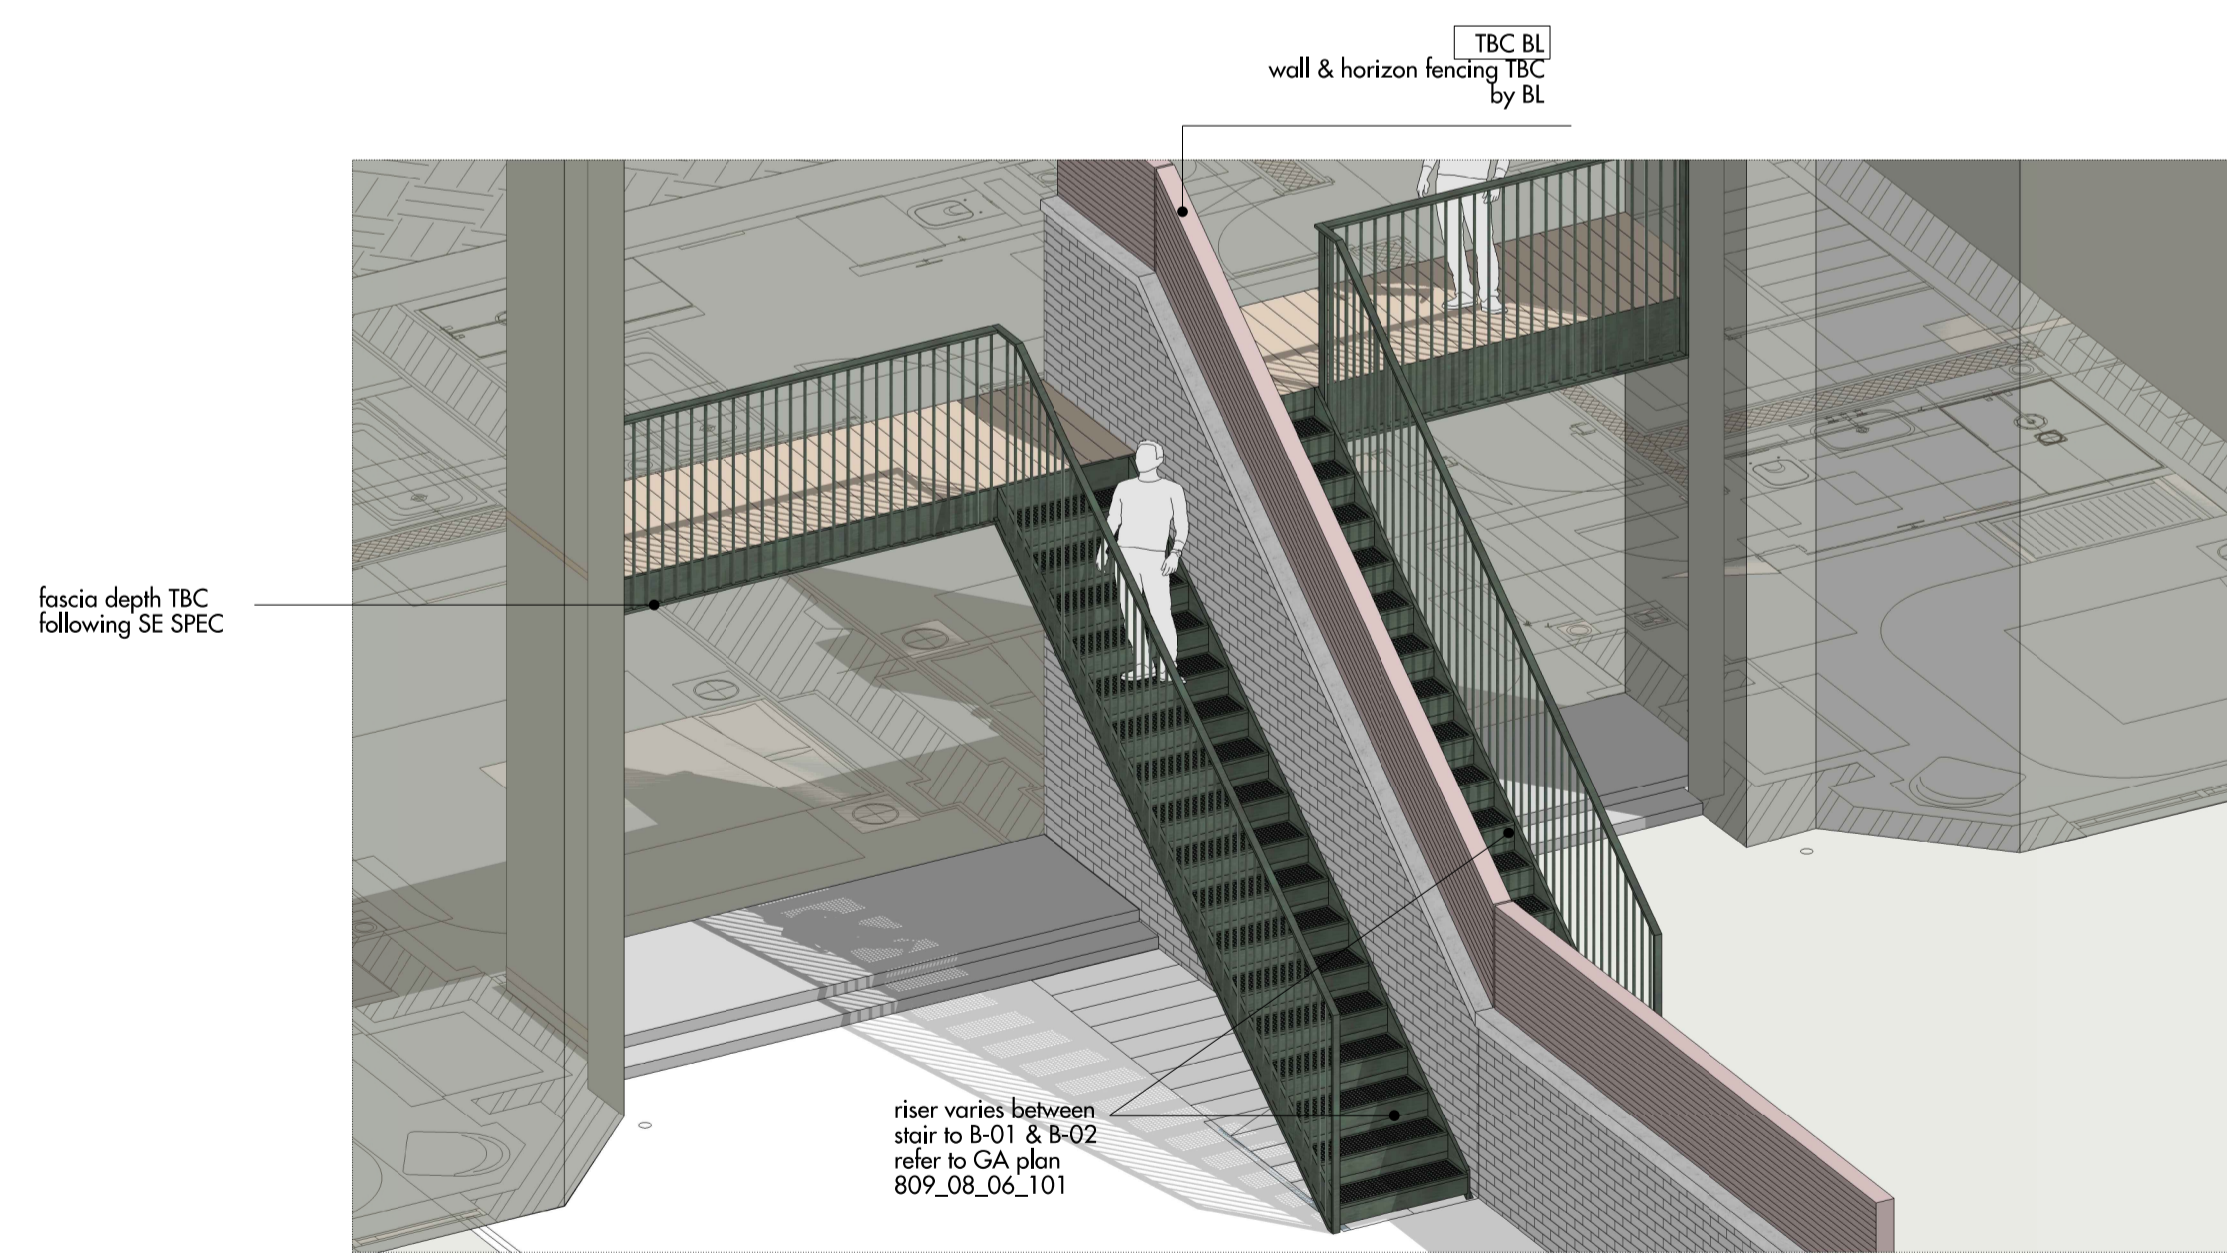 TBC BL
wall & horizon fencing TBC
by BL
fascia depth TBC
following SE SPEC
riser varies between
stair to B-01 & B-02
refer to GA plan
809_08_06_101